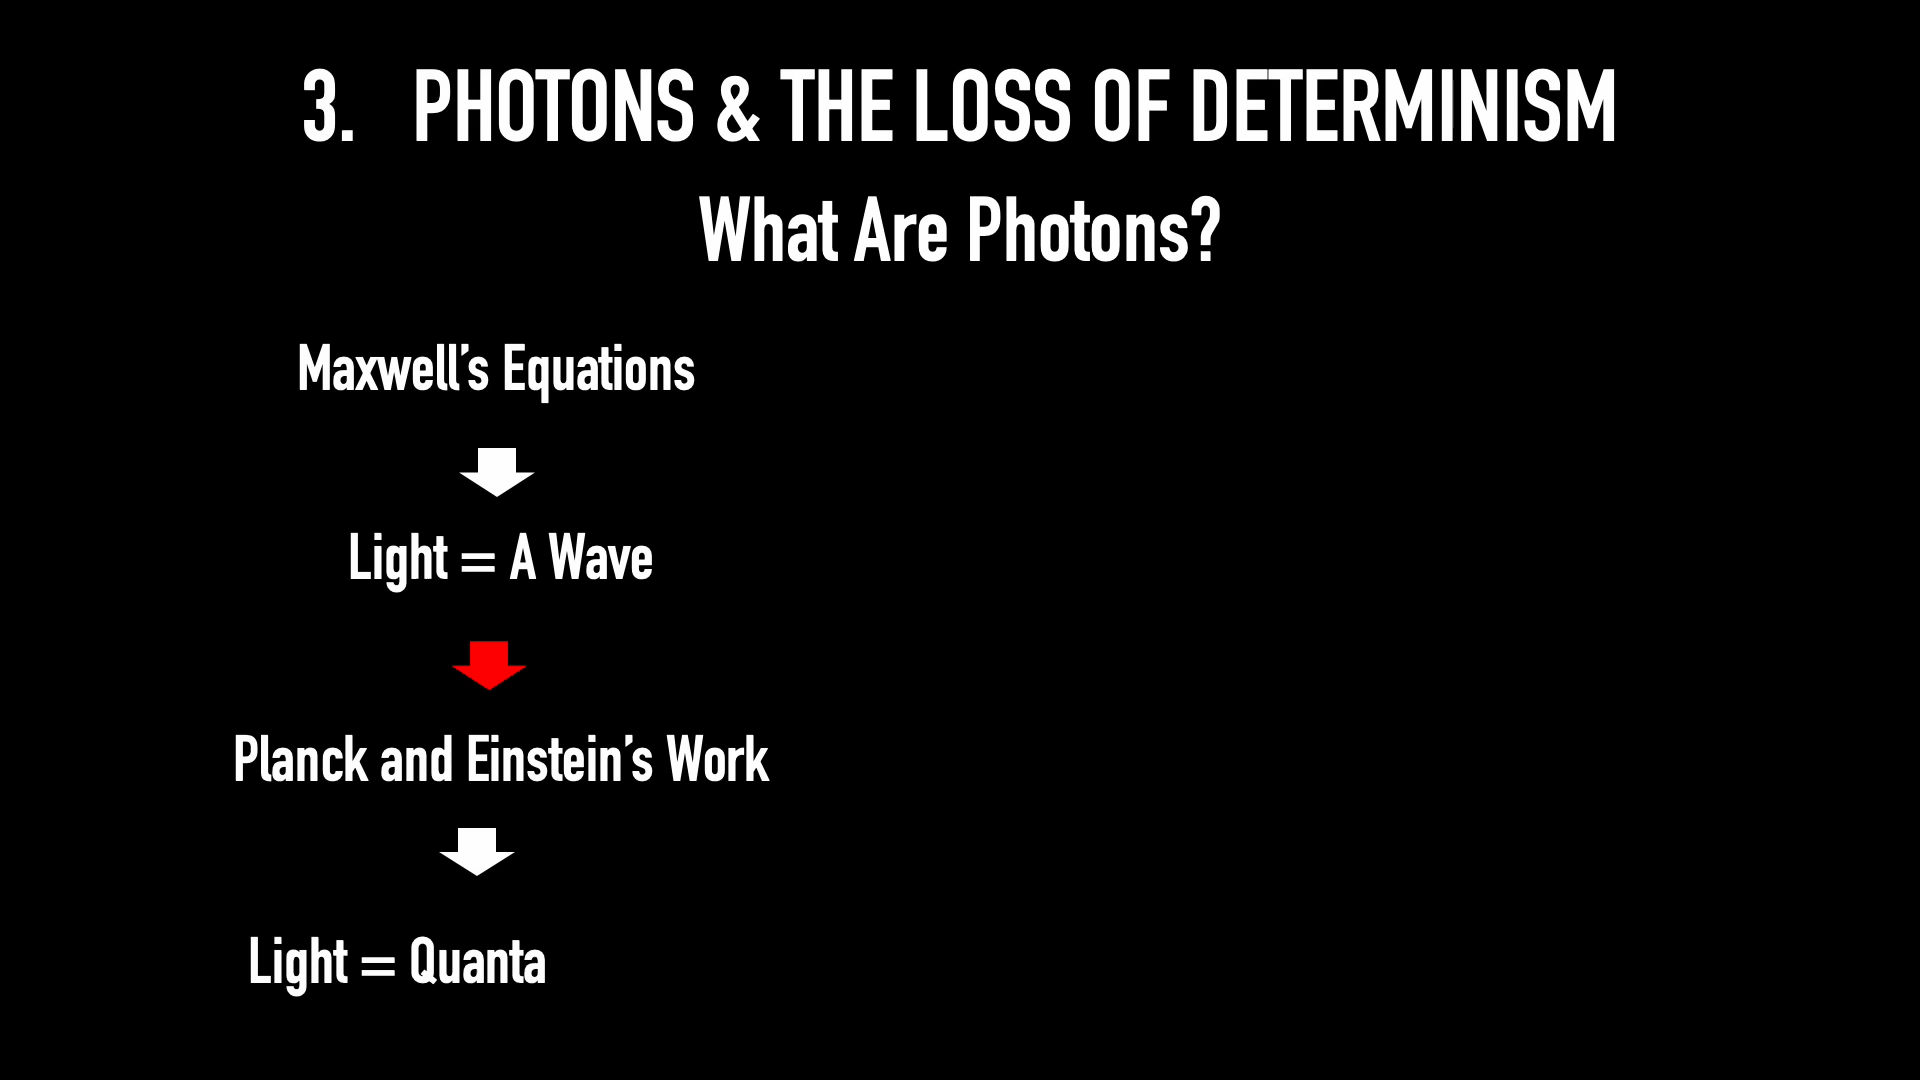 3. PHOTONS & THE LOSS OF DETERMINISM
What Are Photons?
Maxwell’s Equations
Light = A Wave
Planck and Einstein’s Work
Light = Quanta